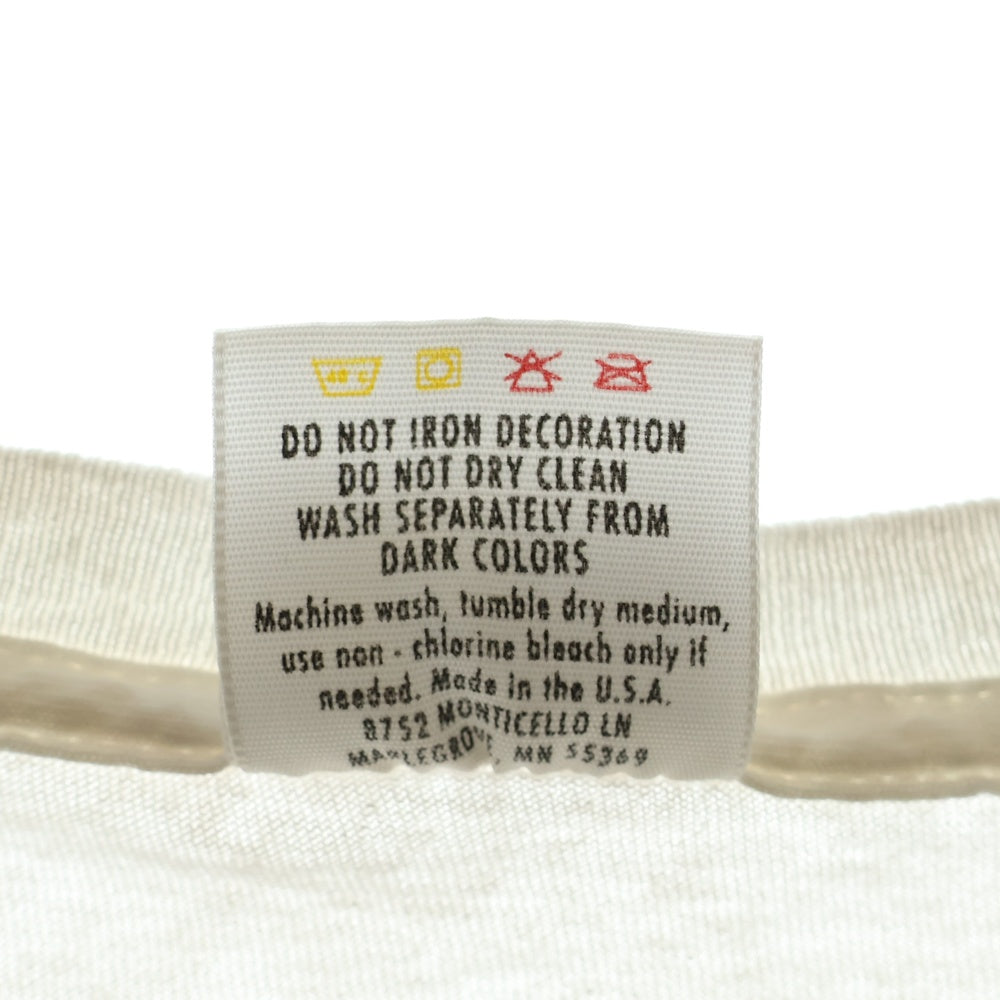 40 C
DO NOT IRON DECORATION
DO NOT DRY CLEAN
WASH SEPARATELY FROM
DARK COLORS
Machine wash, tumble dry medium,
use non - chlorine bleach only if
needed. Made in the U.S.A.
8752 MONTICELLO LN
MAPLEGROVE, MN 55369